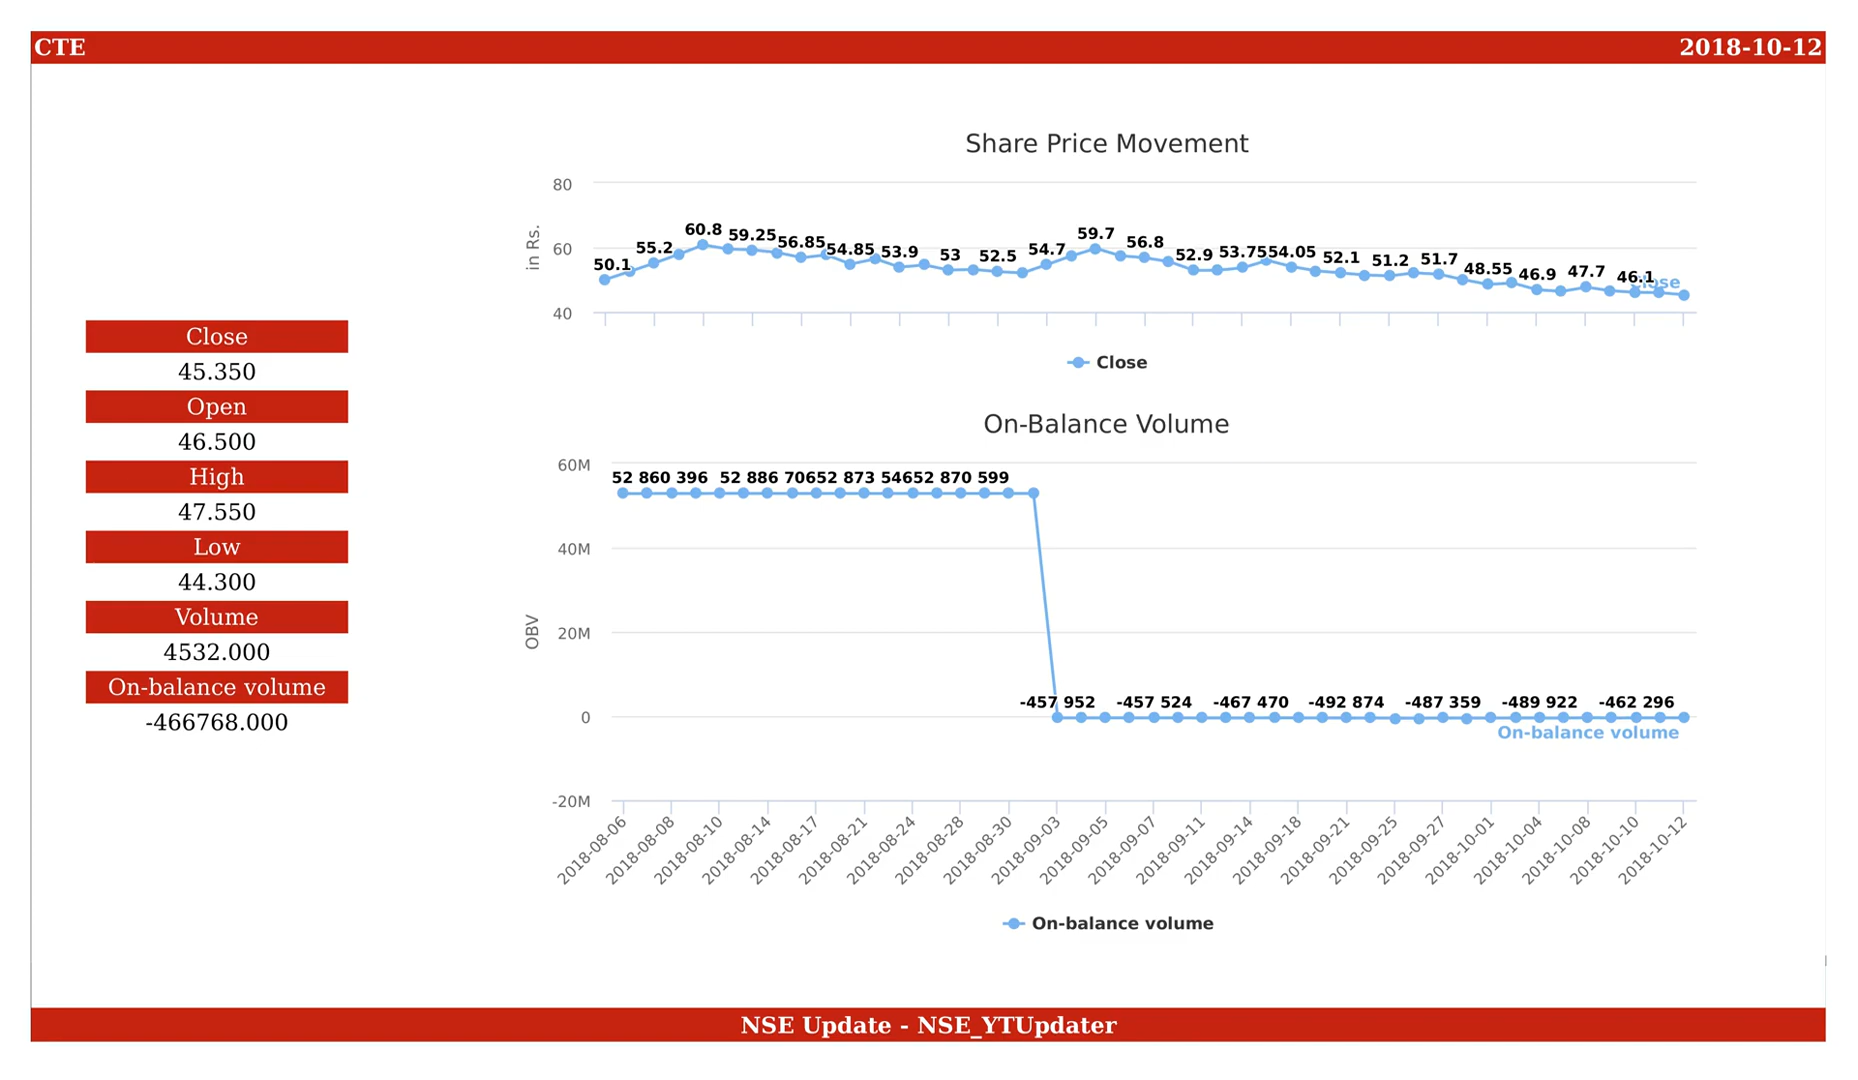 CTE 2018-10-12
Share Price Movement
in Rs.
80
60
40
50.1 55.2 60.8 59.25 56.85 54.85 53.9 53 52.5 54.7 59.7 56.8 52.9 53.75 54.05 52.1 51.2 51.7 48.55 46.9 47.7 46.1
Close
Close
Close
45.350
Open
46.500
High
47.550
Low
44.300
Volume
4532.000
On-balance volume
-466768.000
On-Balance Volume
OBV
60M
40M
20M
0
-20M
52 860 396 52 886 706 52 873 546 52 870 599
-457 952 -457 524 -467 470 -492 874 -487 359 -489 922 -462 296
On-balance volume
2018-08-06 2018-08-08 2018-08-10 2018-08-14 2018-08-17 2018-08-21 2018-08-24 2018-08-28 2018-08-30 2018-09-03 2018-09-05 2018-09-07 2018-09-11 2018-09-14 2018-09-18 2018-09-21 2018-09-25 2018-09-27 2018-10-01 2018-10-04 2018-10-08 2018-10-10 2018-10-12
On-balance volume
NSE Update - NSE_YTUpdater